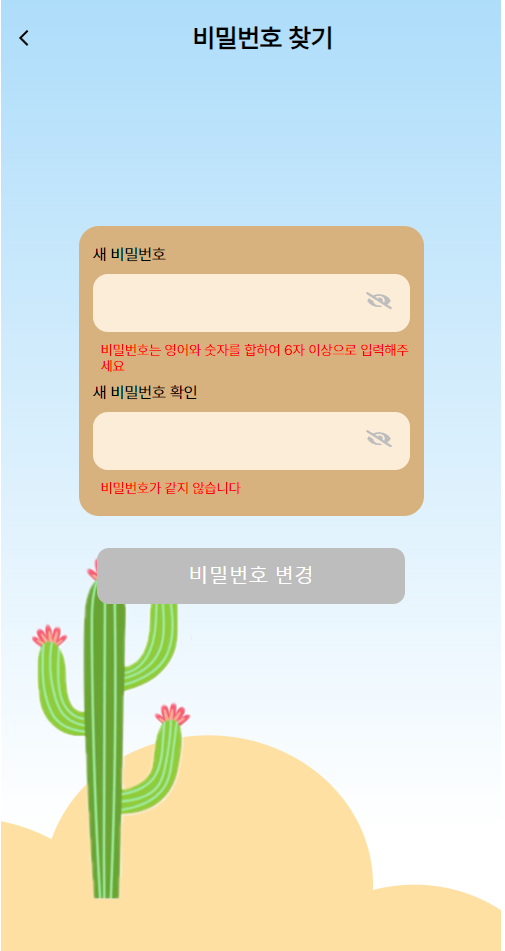 비밀번호 찾기
새 비밀번호
비밀번호는 영어와 숫자를 합하여 6자 이상으로 입력해주
세요
새 비밀번호 확인
비밀번호가 같지 않습니다
비밀번호 변경